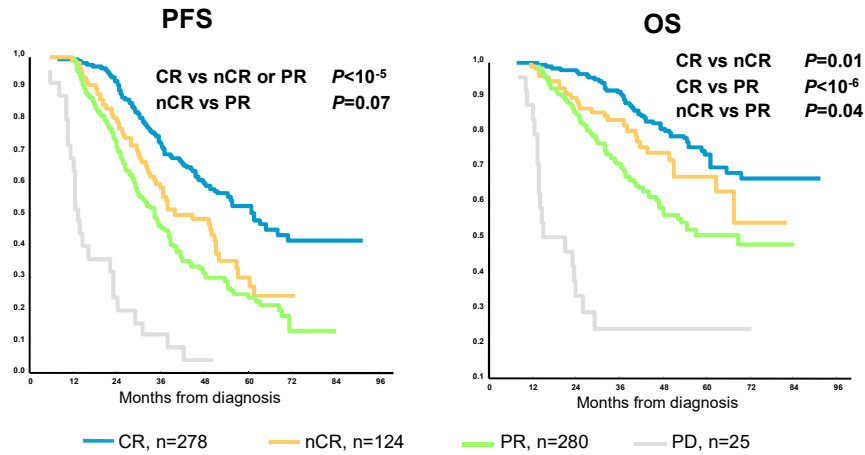 PFS
OS
CR vs nCR or PR P<10-5
nCR vs PR P=0.07
CR vs nCR P=0.01
CR vs PR P<10-6
nCR vs PR P=0.04
1,0
0.9
0.8
0.7
0.6
0.5
0.4
0.3
0.2
0.1
0.0
0 12 24 36 48 60 72 84 96
Months from diagnosis
1,0
0.9
0.8
0.7
0.6
0.5
0.4
0.3
0.2
0.1
0 12 24 36 48 60 72 84 96
Months from diagnosis
CR, n=278 nCR, n=124 PR, n=280 PD, n=25